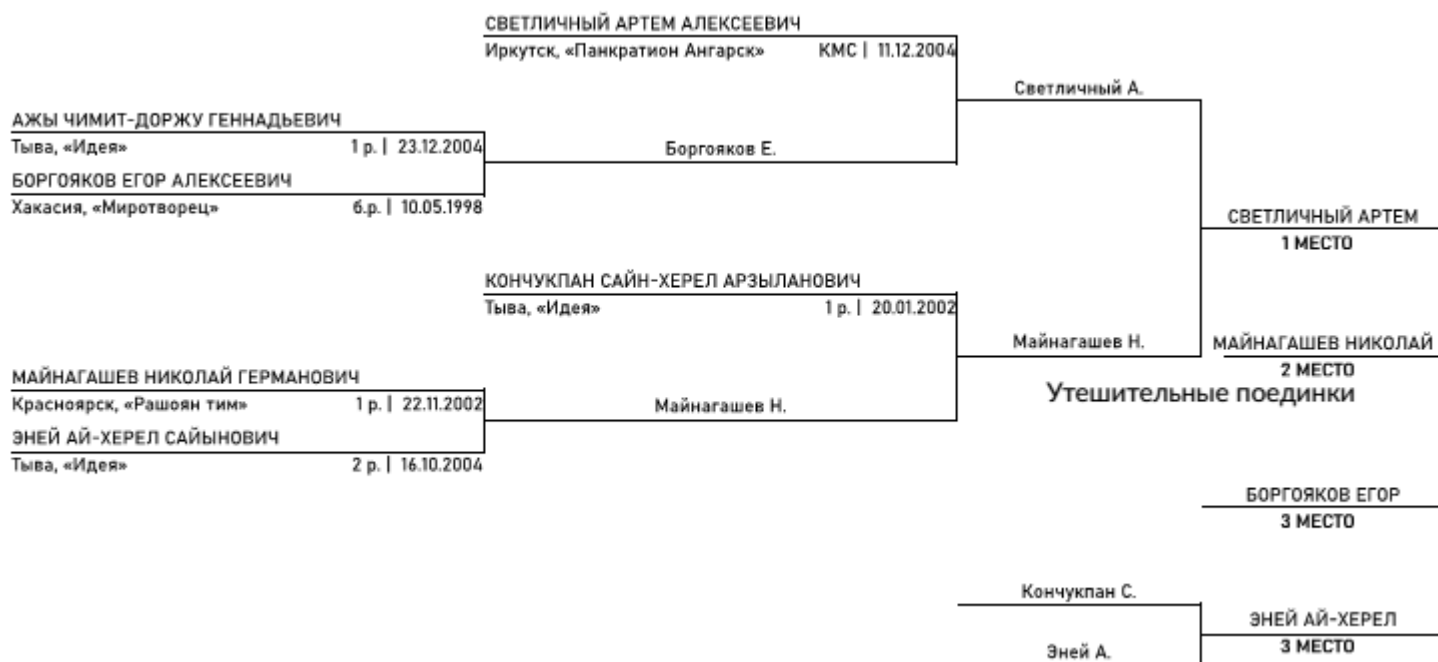 СВЕТЛИЧНЫЙ АРТЕМ АЛЕКСЕЕВИЧ
Иркутск, «Панкратион Ангарск» КМС | 11.12.2004
Светличный А.
АЖЫ ЧИМИТ-ДОРЖУ ГЕННАДЬЕВИЧ
Тыва, «Идея» 1 р. | 23.12.2004
Боргояков Е.
БОРГОЯКОВ ЕГОР АЛЕКСЕЕВИЧ
Хакасия, «Миротворец» б.р. | 10.05.1998
СВЕТЛИЧНЫЙ АРТЕМ
1 МЕСТО
КОНЧУКПАН САЙН-ХЕРЕЛ АРЗЫЛАНОВИЧ
Тыва, «Идея» 1 р. | 20.01.2002
Майнагашев Н.
МАЙНАГАШЕВ НИКОЛАЙ
2 МЕСТО
МАЙНАГАШЕВ НИКОЛАЙ ГЕРМАНОВИЧ
Красноярск, «Рашоян тим» 1 р. | 22.11.2002
Майнагашев Н.
Утешительные поединки
ЭНЕЙ АЙ-ХЕРЕЛ САЙЫНОВИЧ
Тыва, «Идея» 2 р. | 16.10.2004
БОРГОЯКОВ ЕГОР
3 МЕСТО
Кончукпан С.
ЭНЕЙ АЙ-ХЕРЕЛ
3 МЕСТО
Эней А.